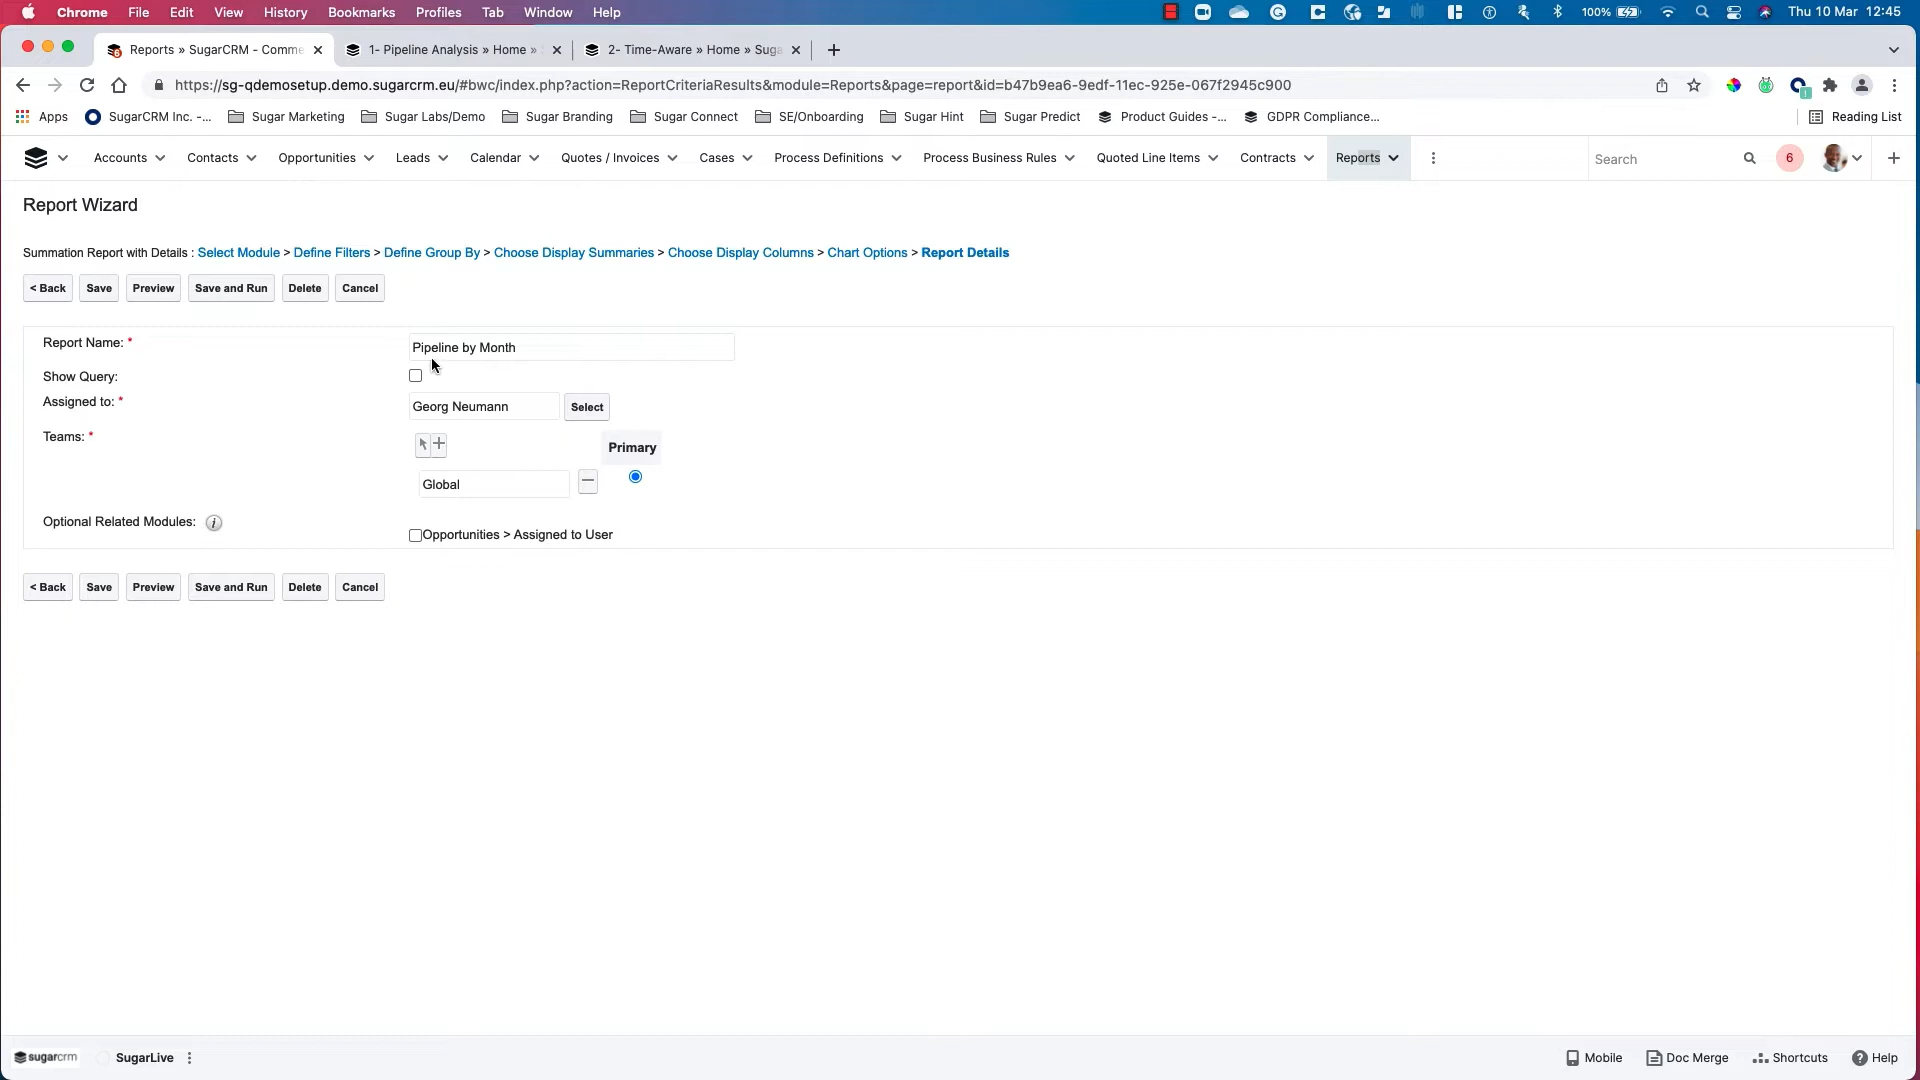 Chrome File Edit View History Bookmarks Profiles Tab Window Help 100% Thu 10 Mar 12:45
Reports » SugarCRM - Comme 1- Pipeline Analysis » Home » 2- Time-Aware » Home » Suga
https://sg-qdemosetup.demo.sugarcrm.eu/#bwc/index.php?action=ReportCriteriaResults&module=Reports&page=report&id=b47b9ea6-9edf-11ec-925e-067f2945c900
Apps SugarCRM Inc. -... Sugar Marketing Sugar Labs/Demo Sugar Branding Sugar Connect SE/Onboarding Sugar Hint Sugar Predict Product Guides -... GDPR Compliance... Reading List
Accounts Contacts Opportunities Leads Calendar Quotes / Invoices Cases Process Definitions Process Business Rules Quoted Line Items Contracts Reports Search 6
Report Wizard
Summation Report with Details : Select Module > Define Filters > Define Group By > Choose Display Summaries > Choose Display Columns > Chart Options > Report Details
< Back Save Preview Save and Run Delete Cancel
Report Name: * Pipeline by Month
Show Query:
Assigned to: * Georg Neumann Select
Teams: * Primary
Global
Optional Related Modules: i Opportunities > Assigned to User
< Back Save Preview Save and Run Delete Cancel
sugarcrm SugarLive Mobile Doc Merge Shortcuts ? Help